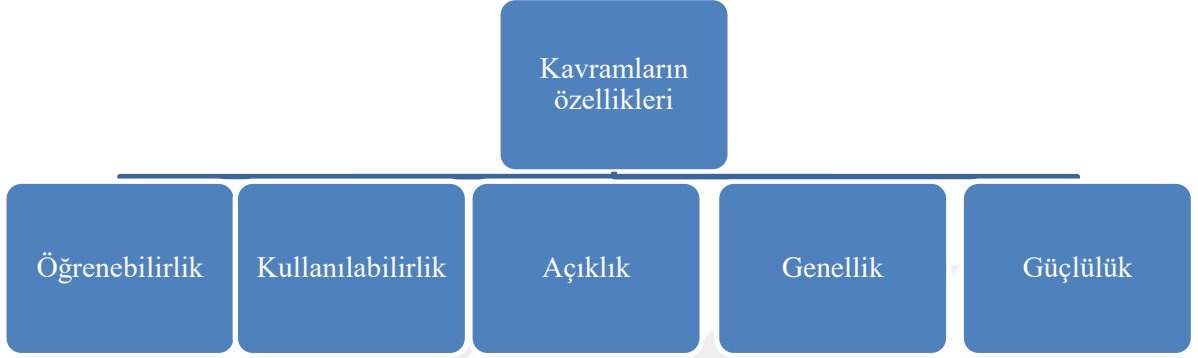 Kavramların
özellikleri
Öğrenebilirlik
Kullanılabilirlik
Açıklık
Genellik
Güçlülük